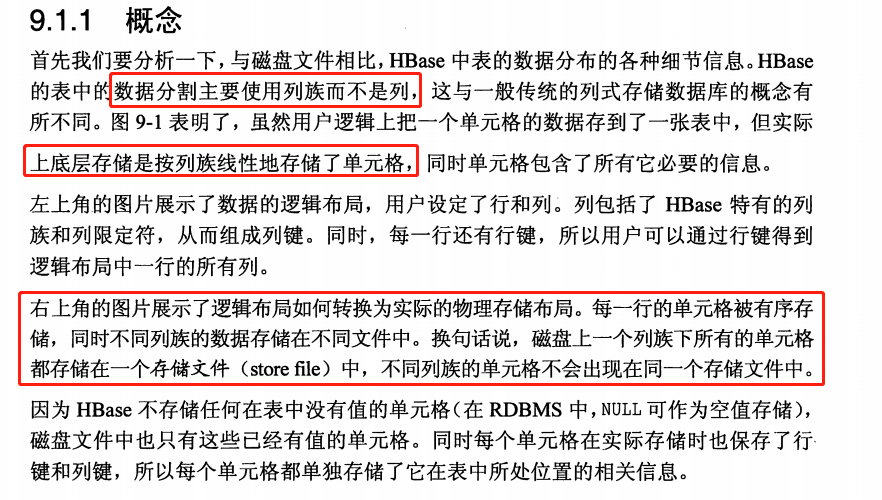 9.1.1 概念
首先我们要分析一下，与磁盘文件相比，HBase 中表的数据分布的各种细节信息。HBase
的表中的数据分割主要使用列族而不是列，这与一般传统的列式存储数据库的概念有
所不同。图 9-1 表明了，虽然用户逻辑上把一个单元格的数据存到了一张表中，但实际
上底层存储是按列族线性地存储了单元格，同时单元格包含了所有它必要的信息。
左上角的图片展示了数据的逻辑布局，用户设定了行和列。列包括了 HBase 特有的列
族和列限定符，从而组成列键。同时，每一行还有行键，所以用户可以通过行键得到
逻辑布局中一行的所有列。
右上角的图片展示了逻辑布局如何转换为实际的物理存储布局。每一行的单元格被有序存
储，同时不同列族的数据存储在不同文件中。换句话说，磁盘上一个列族下所有的单元格
都存储在一个存储文件（store file）中，不同列族的单元格不会出现在同一个存储文件中。
因为 HBase 不存储任何在表中没有值的单元格（在 RDBMS 中，NULL 可作为空值存储），
磁盘文件中也只有这些已经有值的单元格。同时每个单元格在实际存储时也保存了行
键和列键，所以每个单元格都单独存储了它在表中所处位置的相关信息。